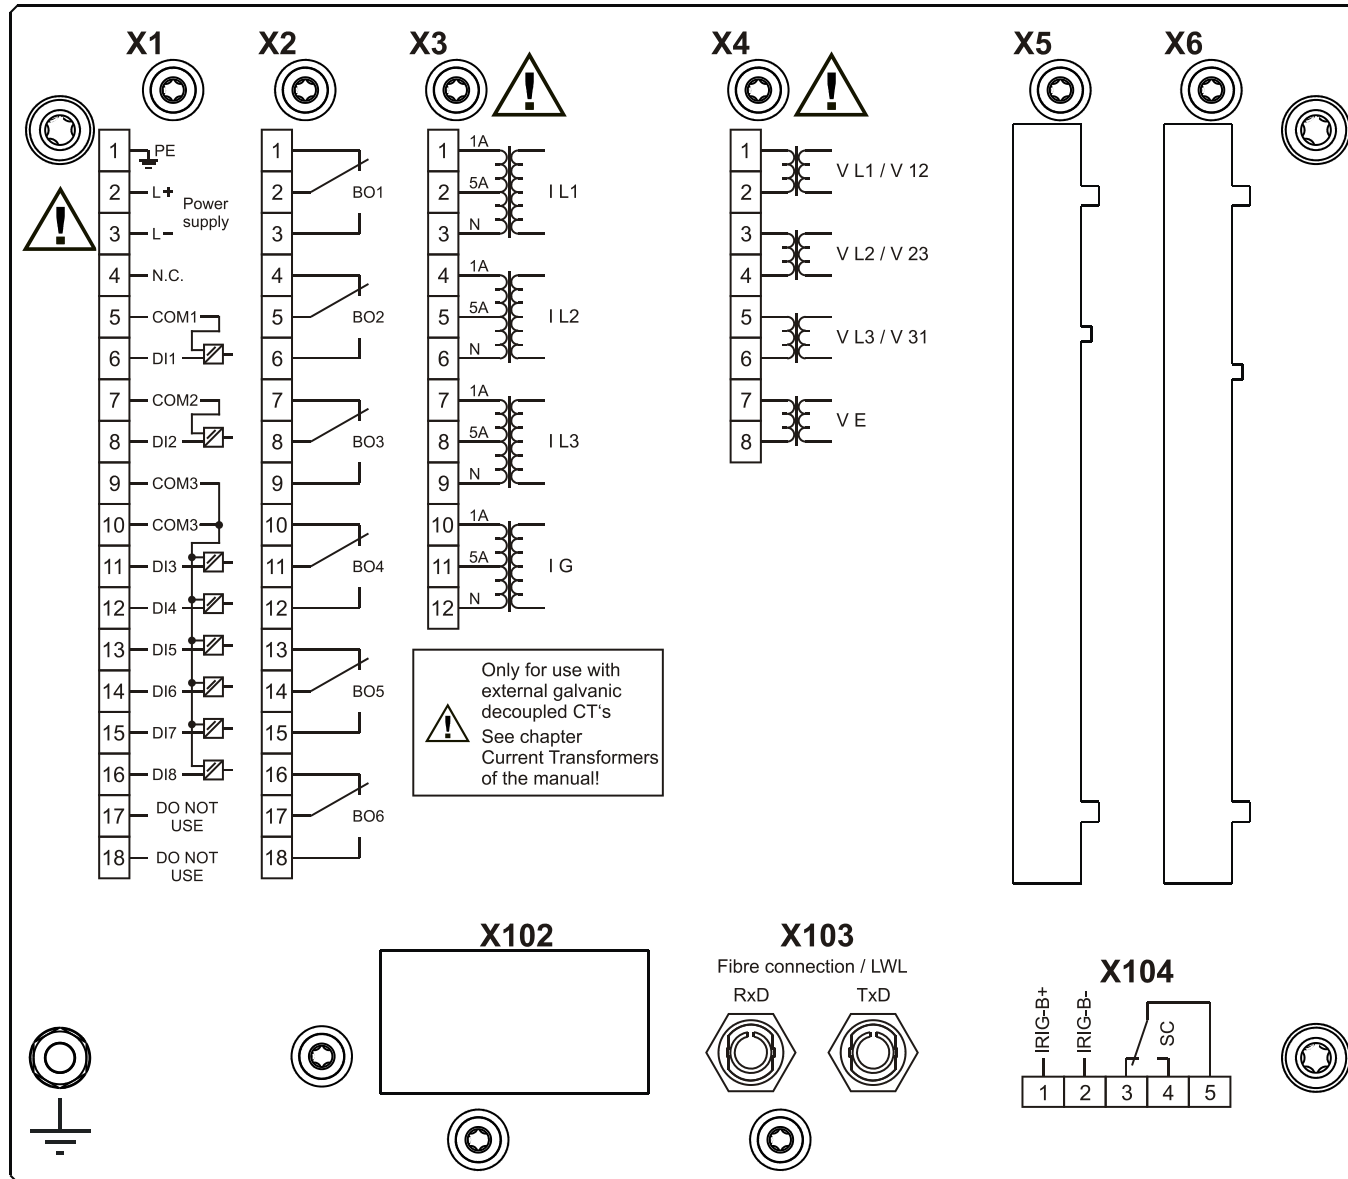 X1
1 PE
2 L+
Power
supply
3 L-
4 N.C.
5 COM1
6 DI1
7 COM2
8 DI2
9 COM3
10 COM3
11 DI3
12 DI4
13 DI5
14 DI6
15 DI7
16 DI8
17 DO NOT
USE
18 DO NOT
USE
X2
1
2 BO1
3
4
5 BO2
6
7
8 BO3
9
10
11 BO4
12
13
14 BO5
15
16
17 BO6
18
X3
!
1 1A
2 5A I L1
3 N
4 1A
5 5A I L2
6 N
7 1A
8 5A I L3
9 N
10 1A
11 5A I G
12 N
!
Only for use with
external galvanic
decoupled CT‘s
See chapter
Current Transformers
of the manual!
X4
!
1
V L1 / V 12
2
3
V L2 / V 23
4
5
V L3 / V 31
6
7
V E
8
X5
X6
!
X102
X103
Fibre connection / LWL
RxD TxD
X104
IRIG-B+
IRIG-B-
SC
1 2 3 4 5